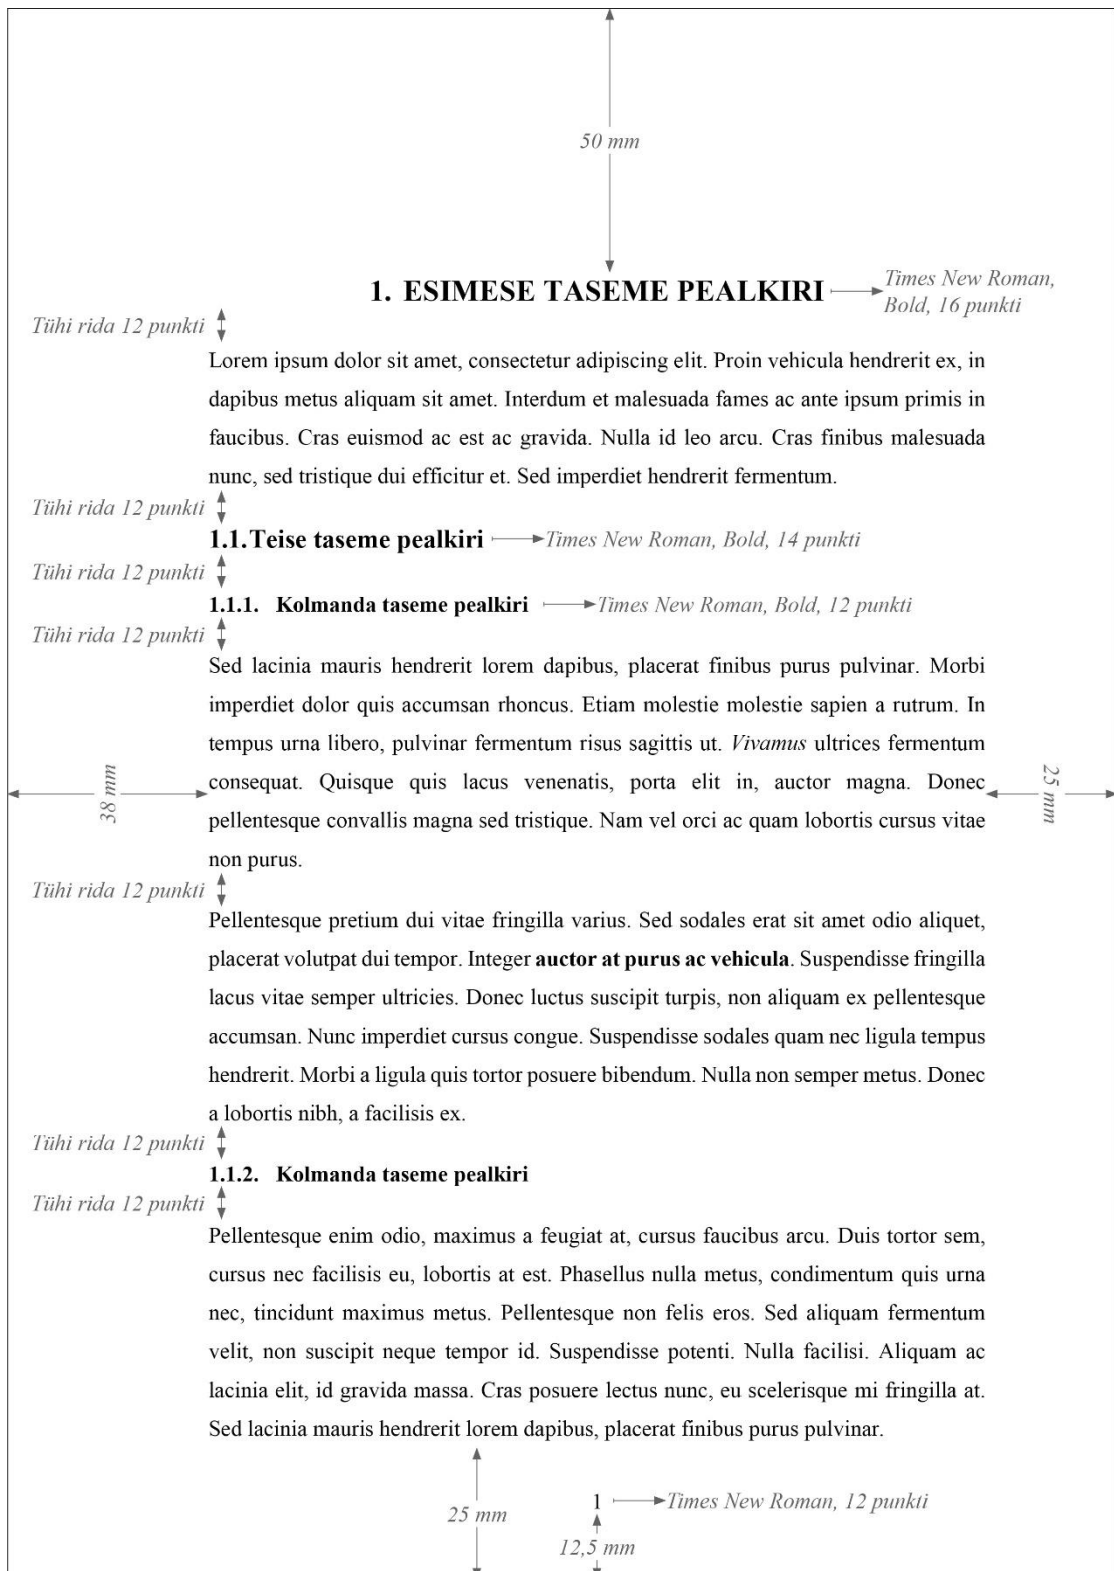 50 mm
1. ESIMESE TASEME PEALKIRI
Times New Roman,
Bold, 16 punkti
Tühi rida 12 punkti
Lorem ipsum dolor sit amet, consectetur adipiscing elit. Proin vehicula hendrerit ex, in
dapibus metus aliquam sit amet. Interdum et malesuada fames ac ante ipsum primis in
faucibus. Cras euismod ac est ac gravida. Nulla id leo arcu. Cras finibus malesuada
nunc, sed tristique dui efficitur et. Sed imperdiet hendrerit fermentum.
Tühi rida 12 punkti
1.1.Teise taseme pealkiri
Times New Roman, Bold, 14 punkti
Tühi rida 12 punkti
1.1.1. Kolmanda taseme pealkiri
Times New Roman, Bold, 12 punkti
Tühi rida 12 punkti
Sed lacinia mauris hendrerit lorem dapibus, placerat finibus purus pulvinar. Morbi
imperdiet dolor quis accumsan rhoncus. Etiam molestie molestie sapien a rutrum. In
tempus urna libero, pulvinar fermentum risus sagittis ut. Vivamus ultrices fermentum
consequat. Quisque quis lacus venenatis, porta elit in, auctor magna. Donec
38 mm
25 mm
pellentesque convallis magna sed tristique. Nam vel orci ac quam lobortis cursus vitae
non purus.
Tühi rida 12 punkti
Pellentesque pretium dui vitae fringilla varius. Sed sodales erat sit amet odio aliquet,
placerat volutpat dui tempor. Integer auctor at purus ac vehicula. Suspendisse fringilla
lacus vitae semper ultricies. Donec luctus suscipit turpis, non aliquam ex pellentesque
accumsan. Nunc imperdiet cursus congue. Suspendisse sodales quam nec ligula tempus
hendrerit. Morbi a ligula quis tortor posuere bibendum. Nulla non semper metus. Donec
a lobortis nibh, a facilisis ex.
Tühi rida 12 punkti
1.1.2. Kolmanda taseme pealkiri
Tühi rida 12 punkti
Pellentesque enim odio, maximus a feugiat at, cursus faucibus arcu. Duis tortor sem,
cursus nec facilisis eu, lobortis at est. Phasellus nulla metus, condimentum quis urna
nec, tincidunt maximus metus. Pellentesque non felis eros. Sed aliquam fermentum
velit, non suscipit neque tempor id. Suspendisse potenti. Nulla facilisi. Aliquam ac
lacinia elit, id gravida massa. Cras posuere lectus nunc, eu scelerisque mi fringilla at.
Sed lacinia mauris hendrerit lorem dapibus, placerat finibus purus pulvinar.
1
Times New Roman, 12 punkti
25 mm
12,5 mm